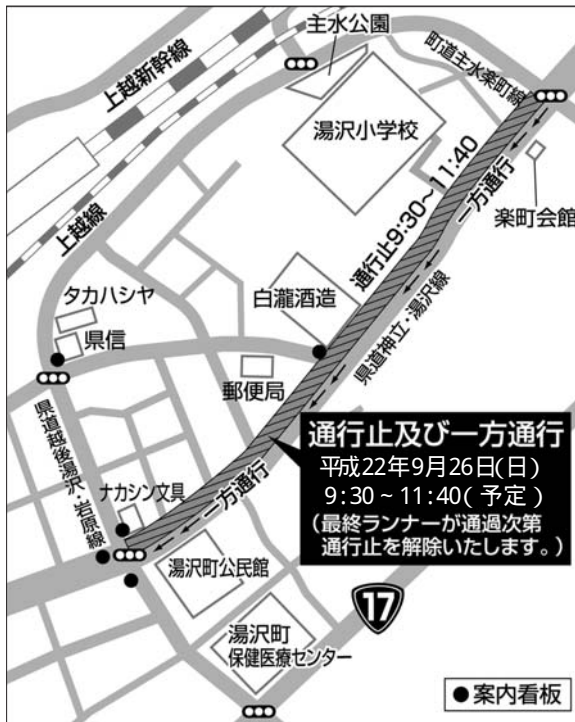 主水公園
上越新幹線
町道主水楽町線
湯沢小学校
通行止9:30~11:40
一方通行
楽町会館
上越線
タカハシヤ
県信
白瀧酒造
県道神立・湯沢線
郵便局
県道越後湯沢・岩原線
ナカシン文具
一方通行
通行止及び一方通行
平成22年9月26日(日)
9:30~11:40(予定)
(最終ランナーが通過次第
通行止を解除いたします。)
湯沢町公民館
17
湯沢町
保健医療センター
●案内看板